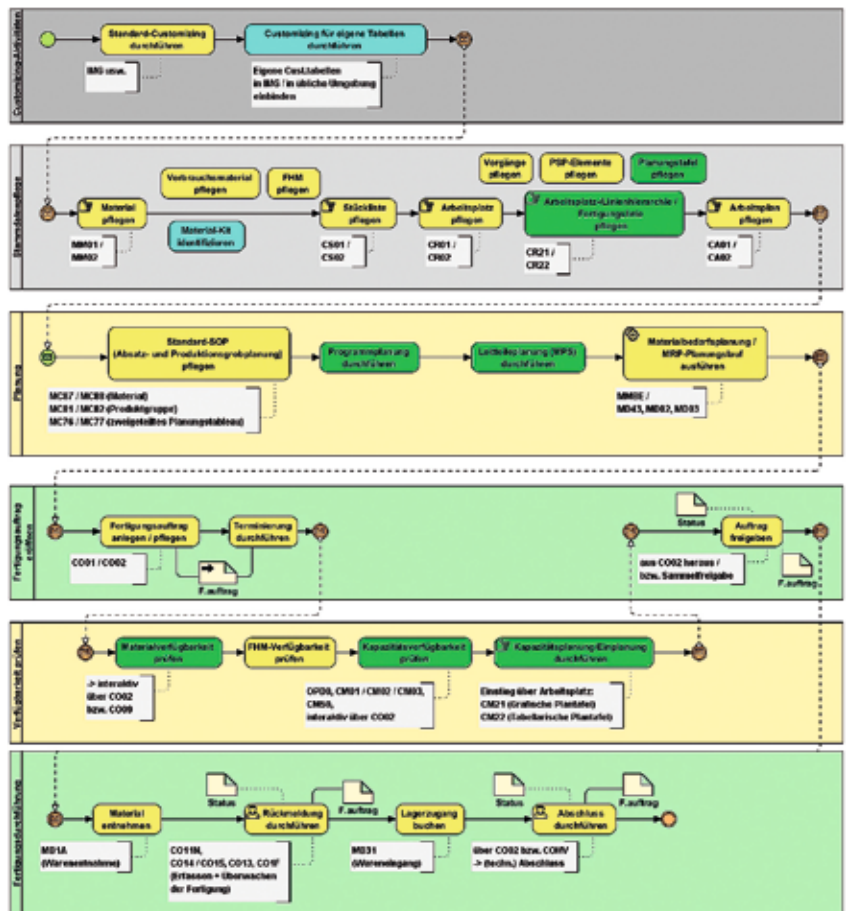 Customizing-Aktivitäten
Standard-Customizing
durchführen
Customizing für eigene Tabellen
durchführen
IMG usw.
Eigene Cust.tabellen
in IMG / in übliche Umgebung
einbinden
Stammdatenpflege
Verbrauchsmaterial
pflegen
FHM
pflegen
Vorgänge
pflegen
PSP-Elemente
pflegen
Planungstafel
pflegen
Material
pflegen
Material-Kit
identifizieren
Stückliste
pflegen
Arbeitsplatz
pflegen
Arbeitsplatz-Linienhierarchie /
Fertigungslinie
pflegen
Arbeitsplan
pflegen
MM01 /
MM02
CS01 /
CS02
CR01 /
CR02
CR21 /
CR22
CA01 /
CA02
Planung
Standard-SOP
(Absatz- und Produktionsgrobplanung)
pflegen
Programmplanung
durchführen
Leitteileplanung (MPS)
durchführen
Materialbedarfsplanung /
MRP-Planungslauf
ausführen
MC87 / MC88 (Material)
MC81 / MC82 (Produktgruppe)
MC76 / MC77 (zweigeteiltes Planungstableau)
MMBE /
MD43, MD02, MD03
Fertigungsauftrag
eröffnen
Fertigungsauftrag
anlegen / pflegen
Terminierung
durchführen
CO01 / CO02
F.auftrag
Status
Auftrag
freigeben
aus CO02 heraus /
bzw. Sammelfreigabe
F.auftrag
Verfügbarkeit prüfen
Materialverfügbarkeit
prüfen
FHM-Verfügbarkeit
prüfen
Kapazitätsverfügbarkeit
prüfen
Kapazitätsplanung/Einplanung
durchführen
-> interaktiv
über CO02
bzw. CO09
OPD0, CM01 / CM02 / CM03,
CM50,
interaktiv über CO02
Einstieg über Arbeitsplatz:
CM21 (Grafische Plantafel)
CM22 (Tabellarische Plantafel)
Fertigungsdurchführung
Status
F.auftrag
Status
F.auftrag
Material
entnehmen
Rückmeldung
durchführen
Lagerzugang
buchen
Abschluss
durchführen
MB1A
(Warenentnahme)
CO11N,
CO14 / CO15, CO13, CO1F
(Erfassen + Überwachen
der Fertigung)
MB31
(Wareneingang)
über CO02 bzw. COHV
-> (techn.) Abschluss